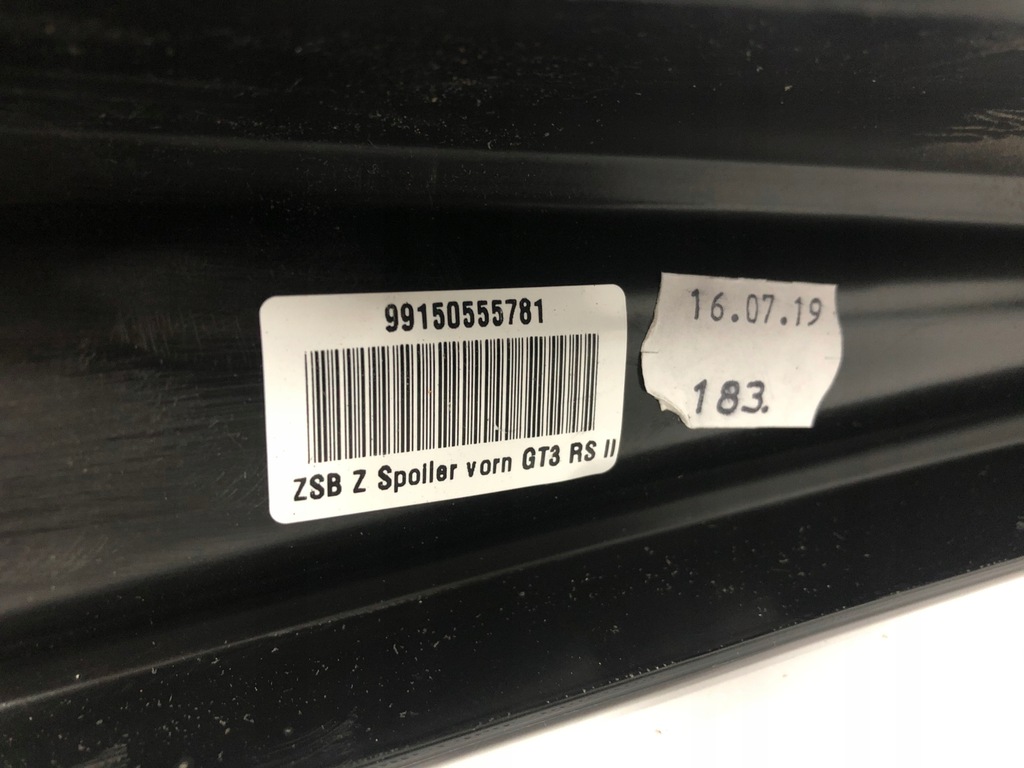 99150555781
ZSB Z Spoiler vorn GT3 RS II
16.07.19
183.